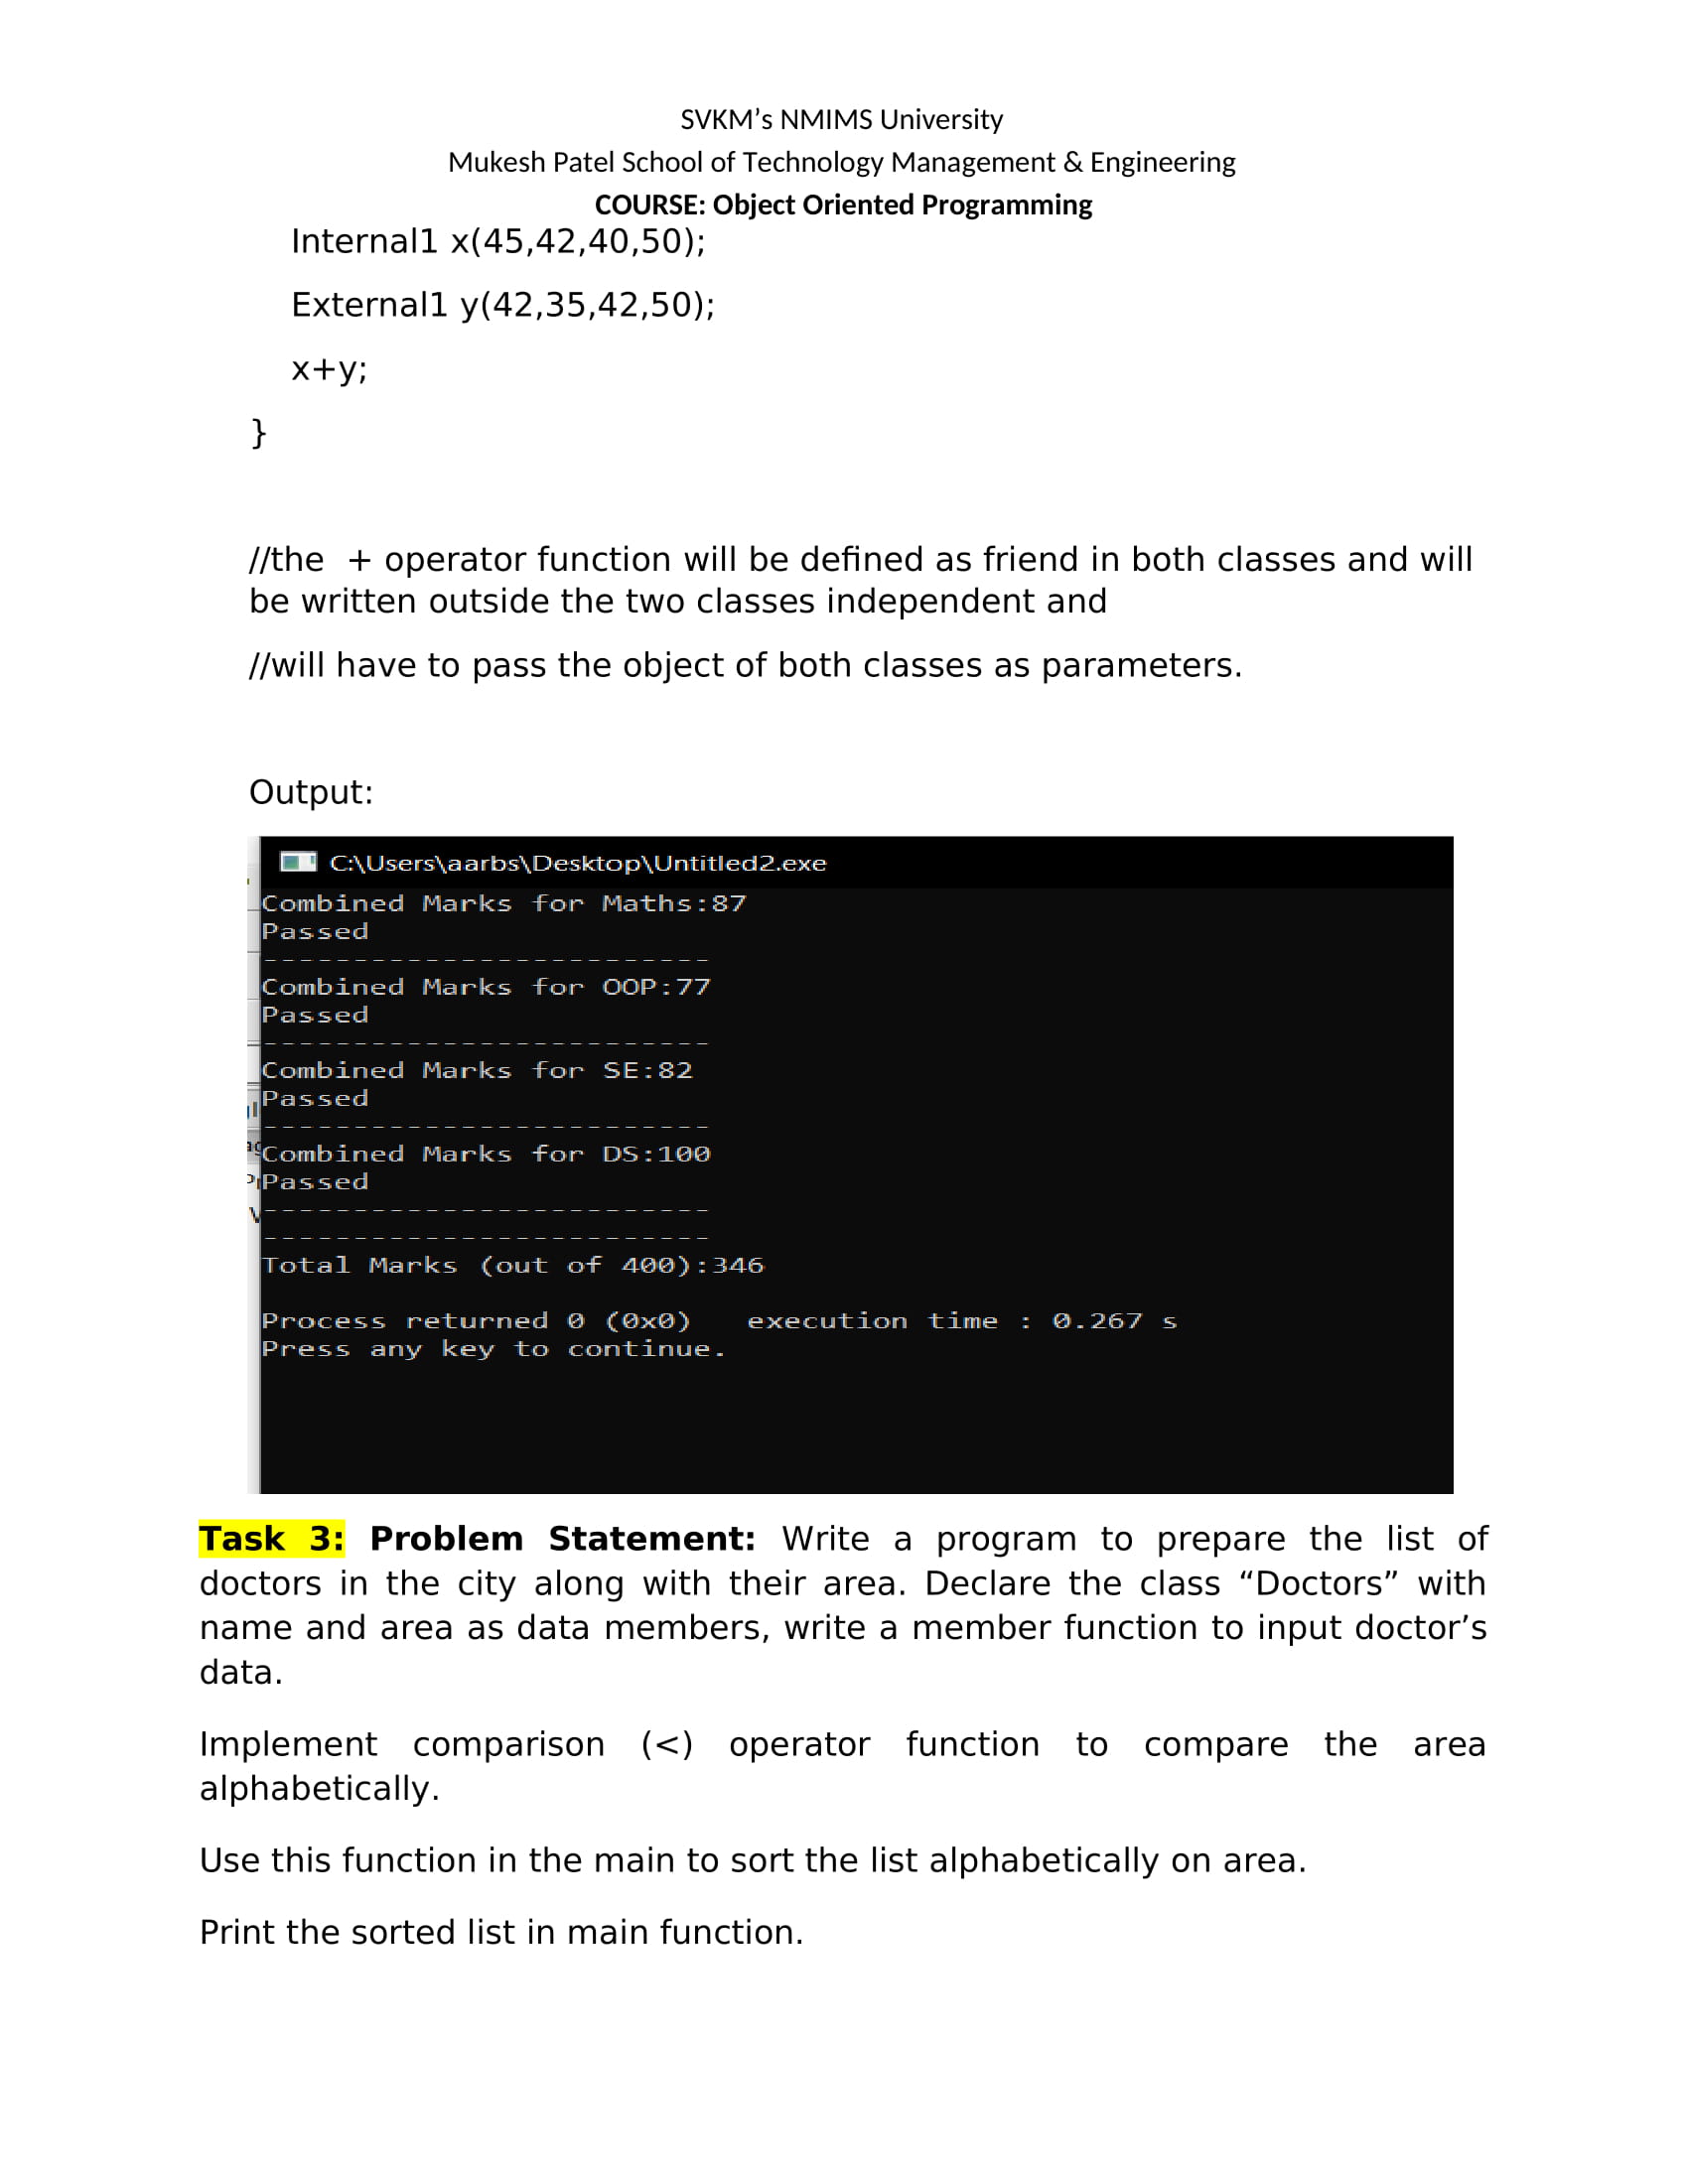 SVKM’s NMIMS University
Mukesh Patel School of Technology Management & Engineering
COURSE: Object Oriented Programming
Internal1 x(45,42,40,50);
External1 y(42,35,42,50);
x+y;
}
//the  + operator function will be defined as friend in both classes and will
be written outside the two classes independent and
//will have to pass the object of both classes as parameters.
Output:
C:\Users\aarbs\Desktop\Untitled2.exe
Combined Marks for Maths:87
Passed
-------------------------
Combined Marks for OOP:77
Passed
-------------------------
Combined Marks for SE:82
Passed
-------------------------
Combined Marks for DS:100
Passed
-------------------------
-------------------------
Total Marks (out of 400):346
Process returned 0 (0x0)   execution time : 0.267 s
Press any key to continue.
Task 3: Problem Statement: Write a program to prepare the list of
doctors in the city along with their area. Declare the class “Doctors” with
name and area as data members, write a member function to input doctor’s
data.
Implement comparison (<) operator function to compare the area
alphabetically.
Use this function in the main to sort the list alphabetically on area.
Print the sorted list in main function.